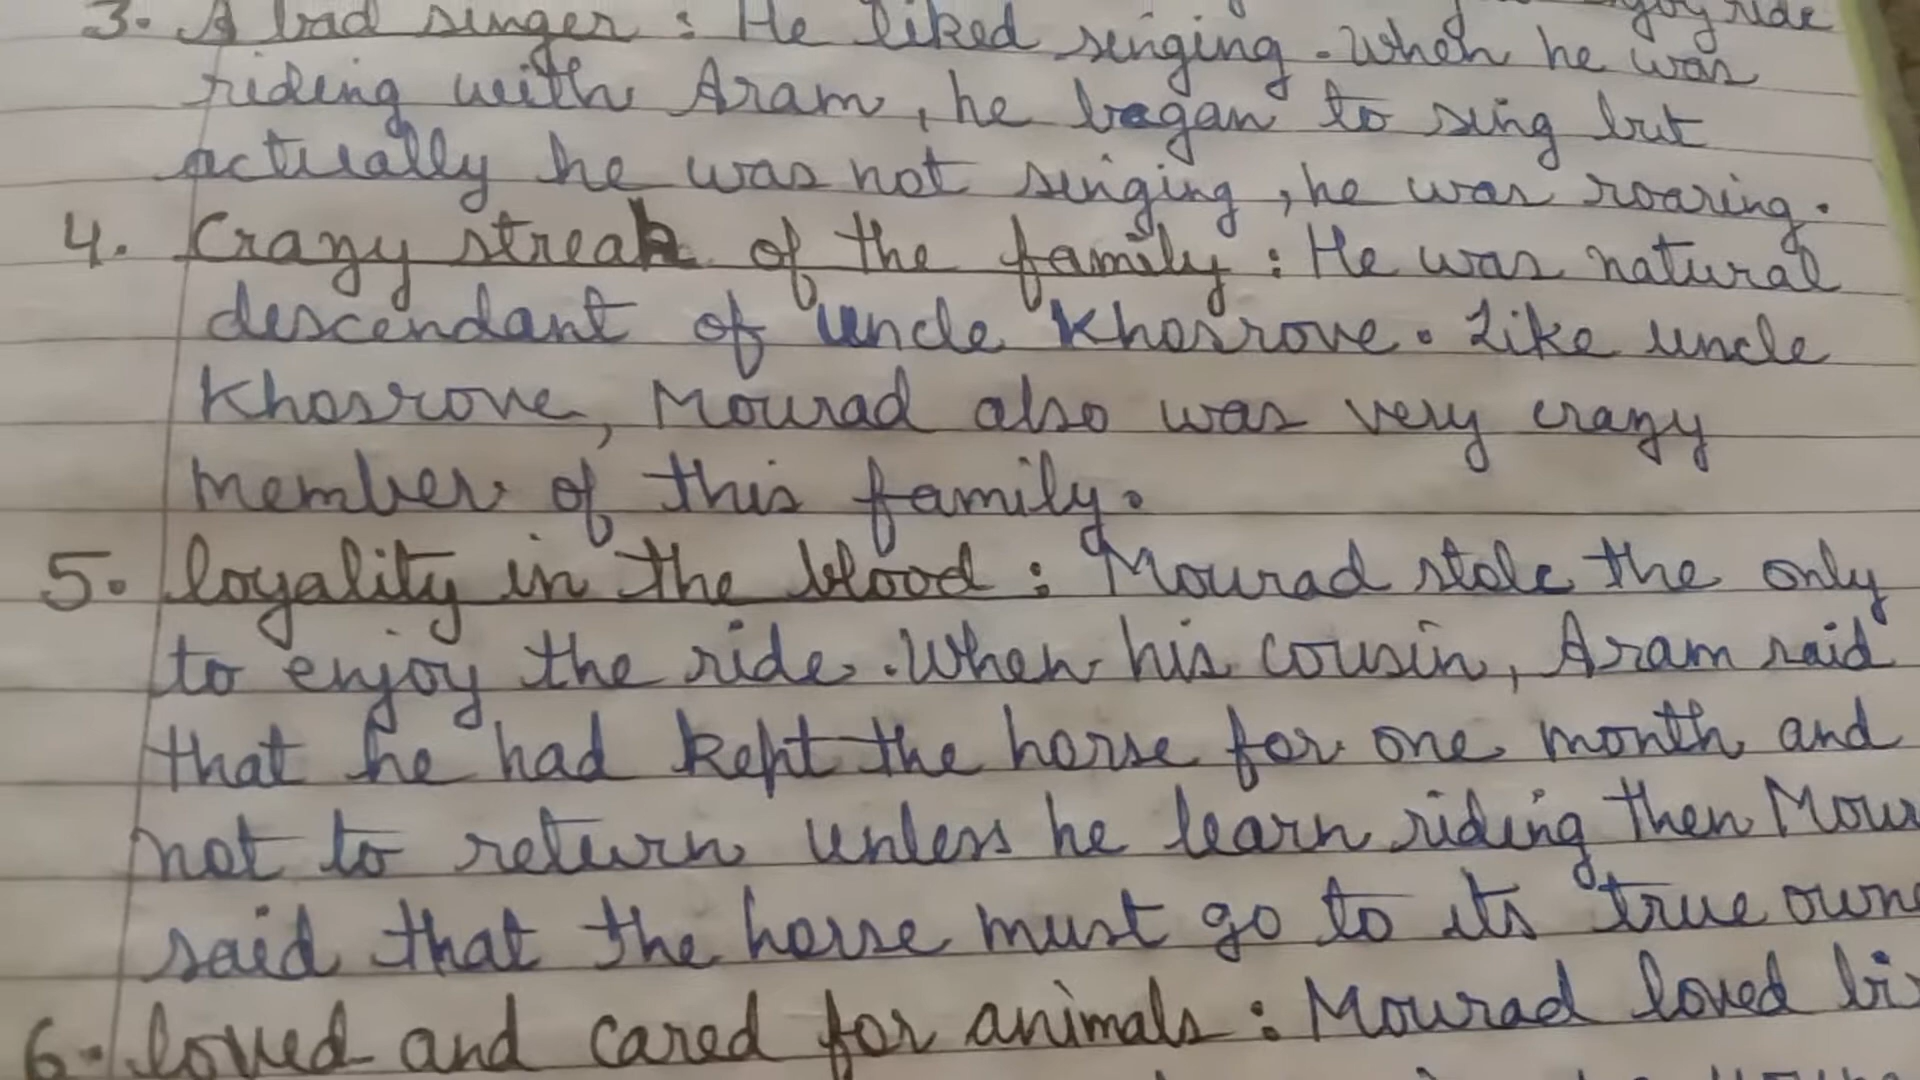 joy ride
3. A bad singer : He liked singing. When he was
riding with Aram, he began to sing but
actually he was not singing, he was roaring.
4. Crazy streak of the family : He was natural
descendant of uncle Khosrove. Like uncle
Khosrove, Mourad also was very crazy
member of this family.
5. loyality in the blood : Mourad stole the only
to enjoy the ride. When his cousin, Aram said
that he had kept the horse for one month and
not to return unless he learn riding then Mour
said that the horse must go to its true owne
6. loved and cared for animals : Mourad loved bi